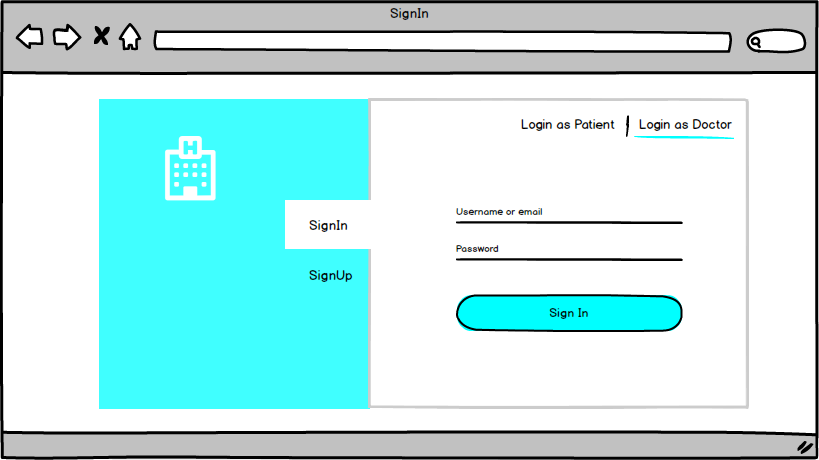 SignIn
H
Login as Patient | Login as Doctor
SignIn
SignUp
Username or email
Password
Sign In